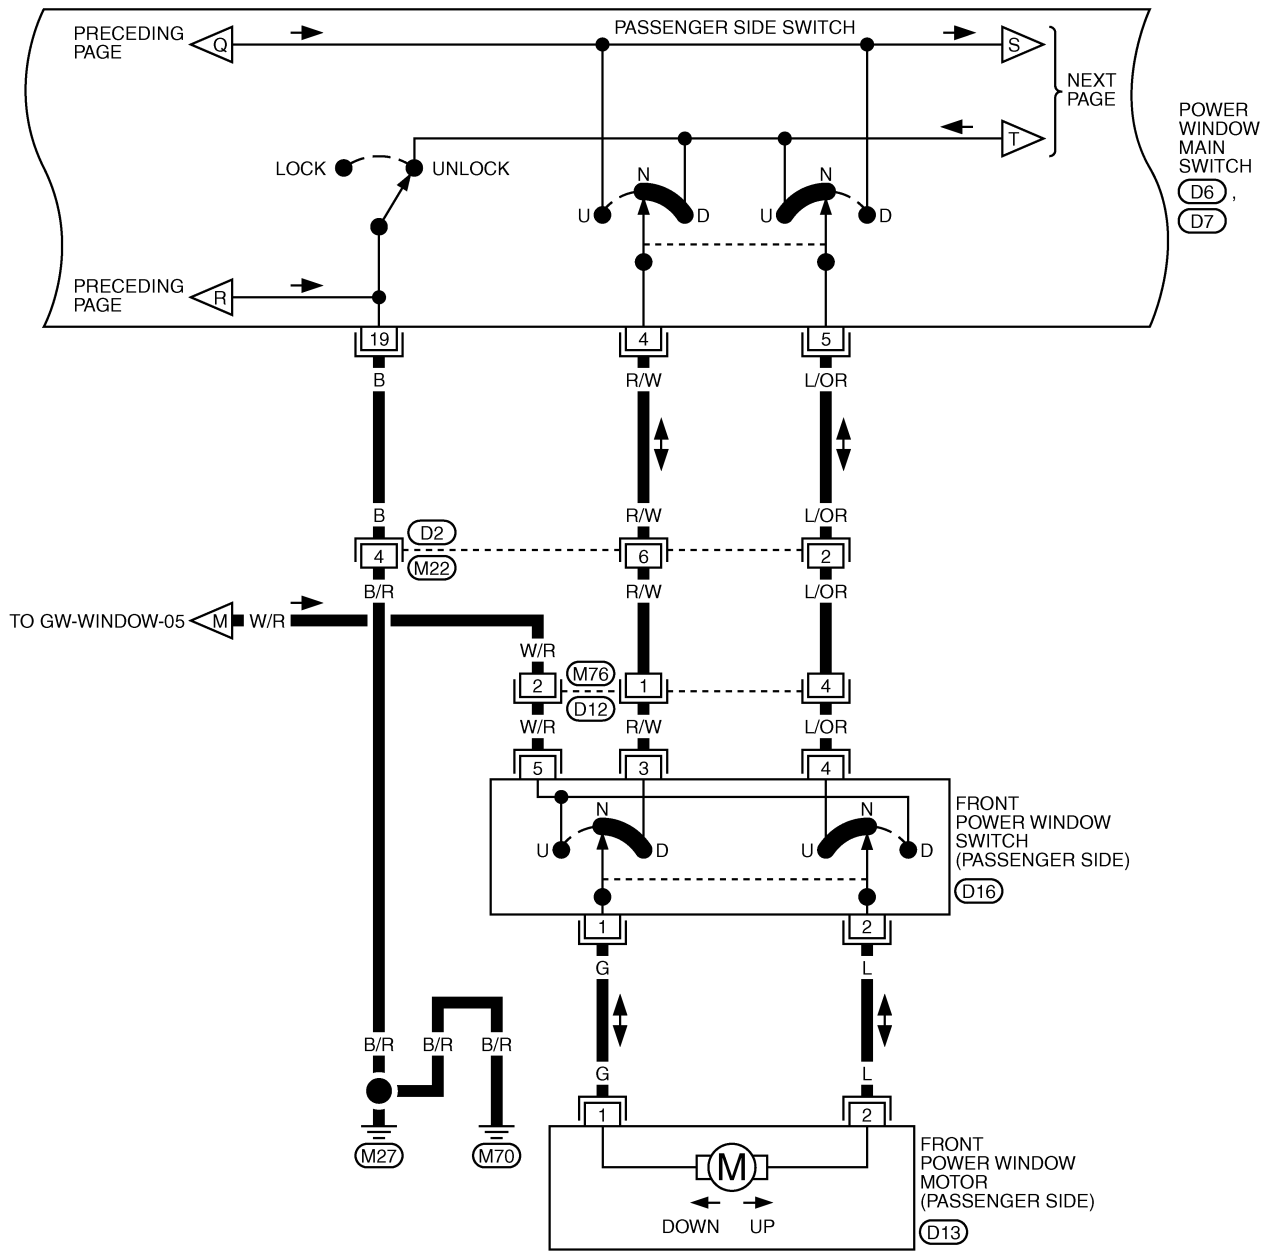 PRECEDING
PAGE
Q
PASSENGER SIDE SWITCH
S
NEXT
PAGE
T
POWER
WINDOW
MAIN
SWITCH
D6 ,
D7
LOCK
UNLOCK
N
U
D
N
U
D
PRECEDING
PAGE
R
19
4
5
B
R/W
L/OR
B
R/W
L/OR
D2
4
6
2
M22
B/R
R/W
L/OR
TO GW-WINDOW-05
M
W/R
W/R
M76
2
1
4
D12
W/R
R/W
L/OR
5
3
4
N
U
D
N
U
D
FRONT
POWER WINDOW
SWITCH
(PASSENGER SIDE)
D16
1
2
G
L
B/R
B/R
B/R
G
L
1
2
M27
M70
M
DOWN
UP
FRONT
POWER WINDOW
MOTOR
(PASSENGER SIDE)
D13